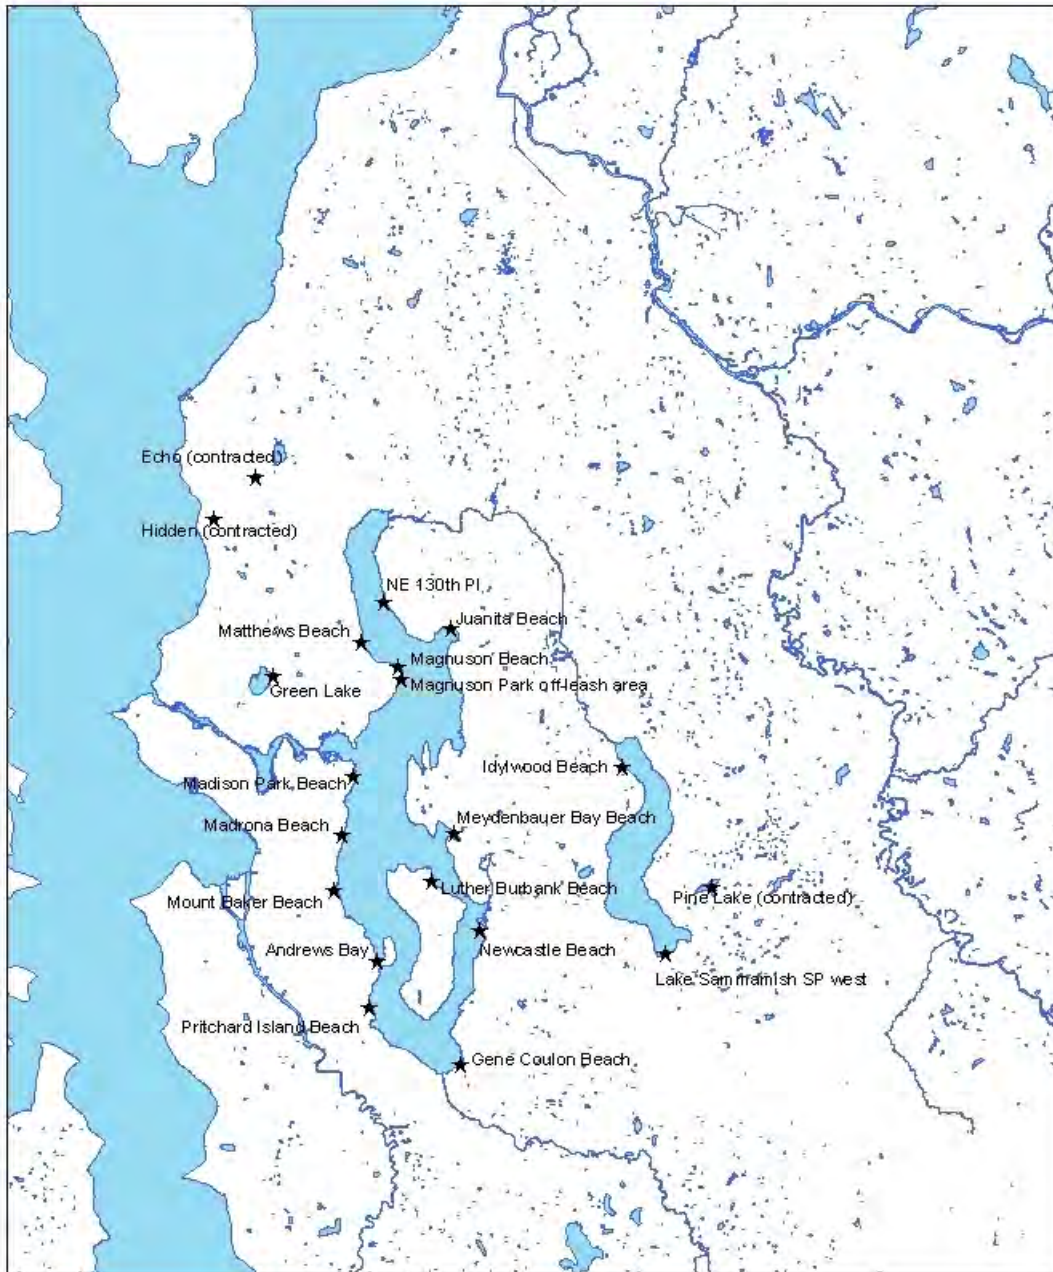 Echo (contracted)
Hidden (contracted)
NE 130th Pl
Juanita Beach
Matthews Beach
Magnuson Beach
Magnuson Park off-leash area
Green Lake
Idylwood Beach
Madison Park Beach
Meydenbauer Bay Beach
Madrona Beach
Luther Burbank Beach
Pine Lake (contracted)
Mount Baker Beach
Andrews Bay
Newcastle Beach
Lake Sammamish SP west
Pritchard Island Beach
Gene Coulon Beach